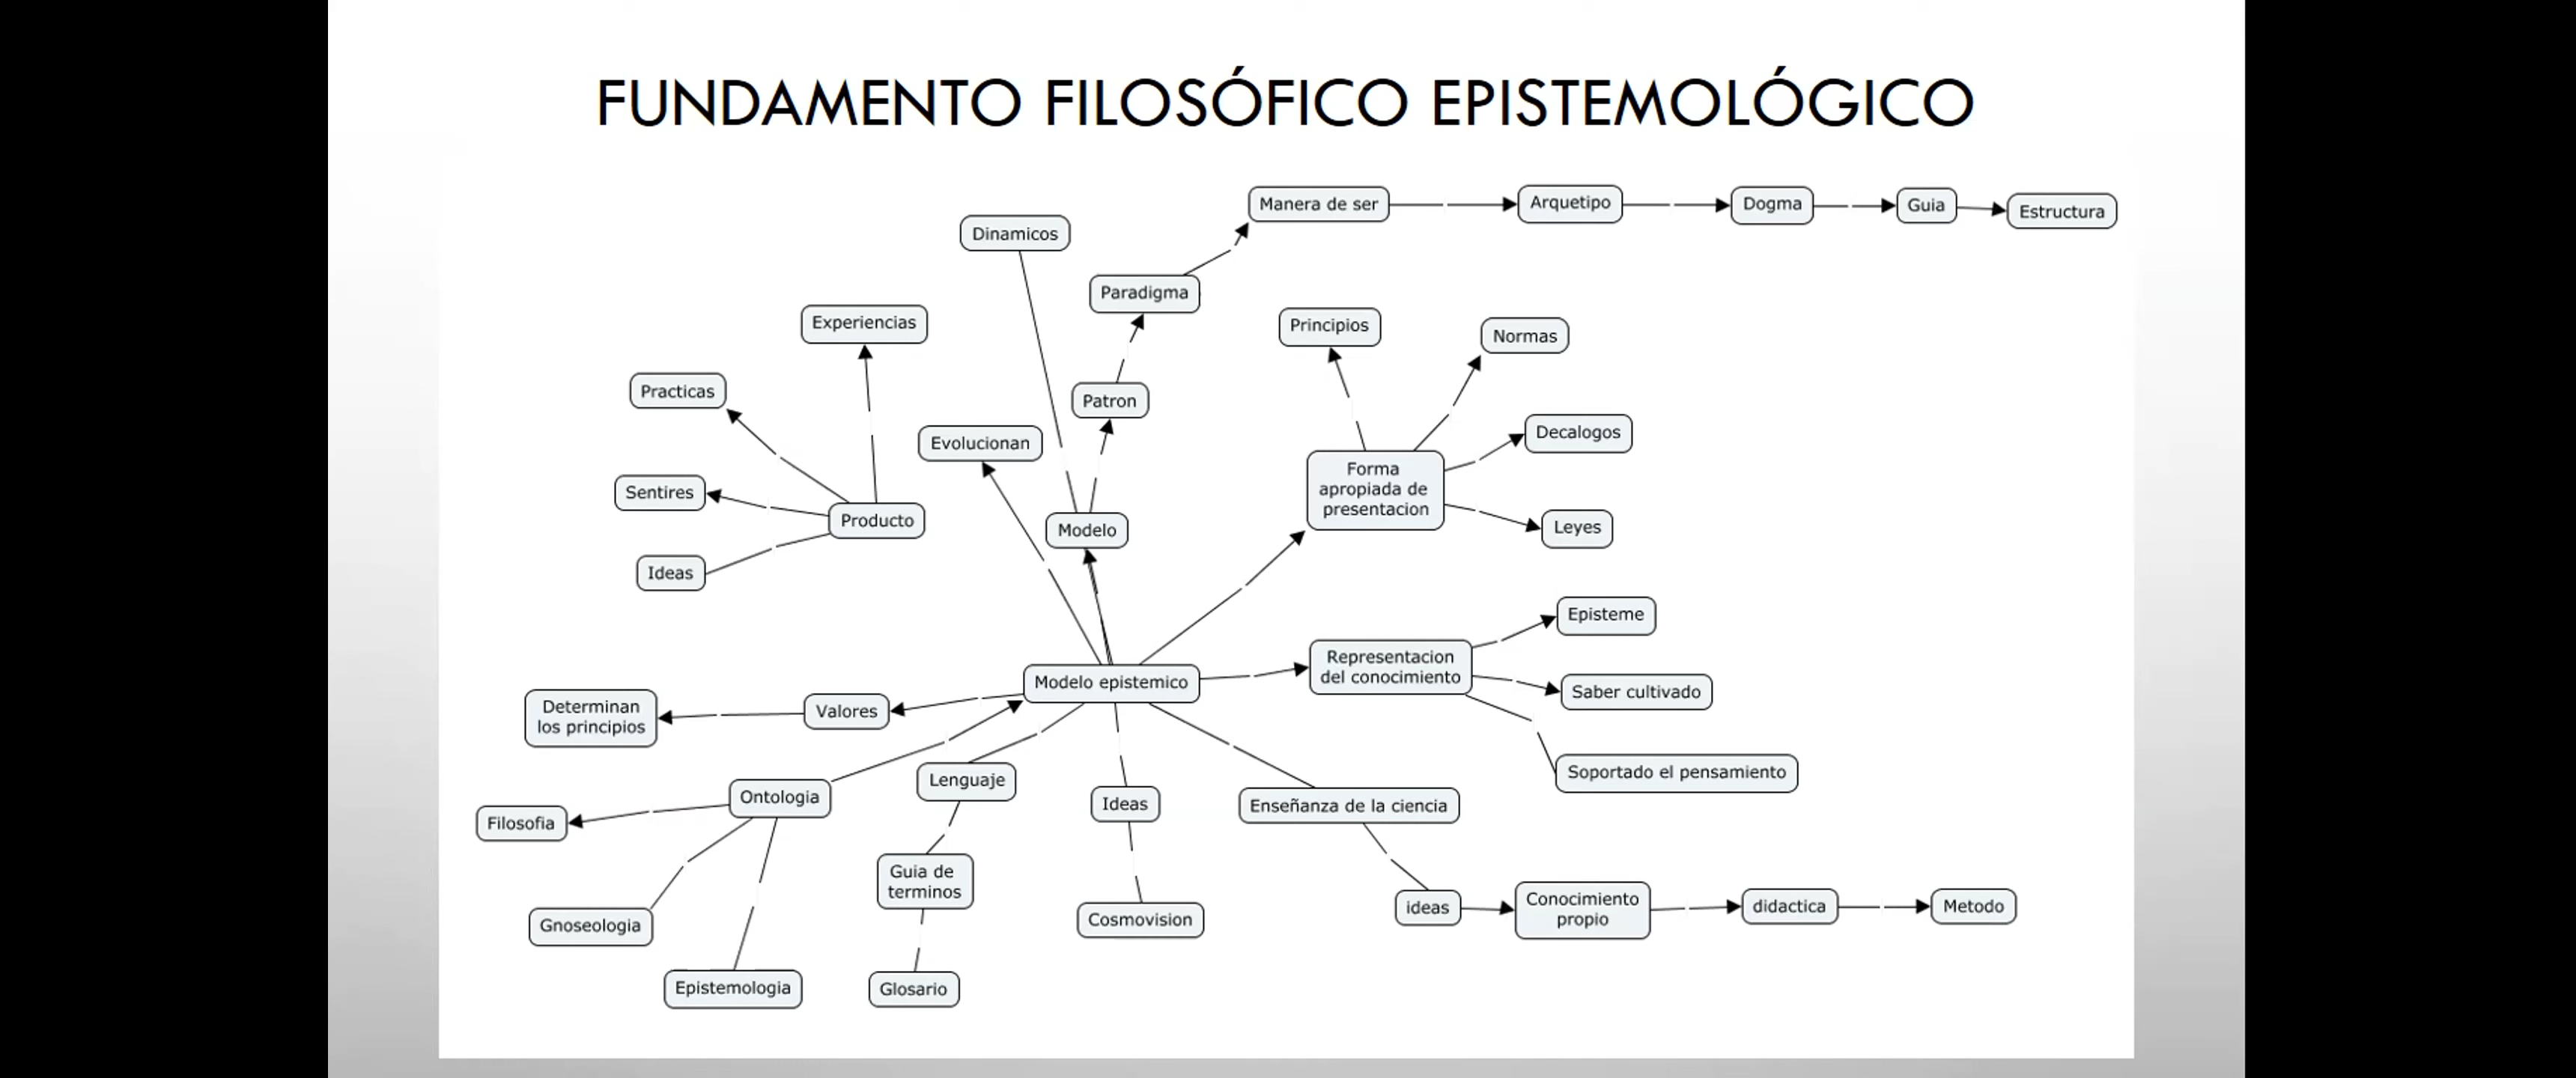 FUNDAMENTO FILOSÓFICO EPISTEMOLÓGICO
Manera de ser
Arquetipo
Dogma
Guia
Estructura
Dinamicos
Paradigma
Experiencias
Principios
Normas
Practicas
Patron
Evolucionan
Decalogos
Forma
apropiada de
presentacion
Sentires
Producto
Modelo
Leyes
Ideas
Episteme
Representacion
del conocimiento
Modelo epistemico
Saber cultivado
Determinan
los principios
Valores
Soportado el pensamiento
Ontologia
Lenguaje
Ideas
Enseñanza de la ciencia
Filosofia
Guia de
terminos
ideas
Conocimiento
propio
didactica
Metodo
Gnoseologia
Cosmovision
Epistemologia
Glosario